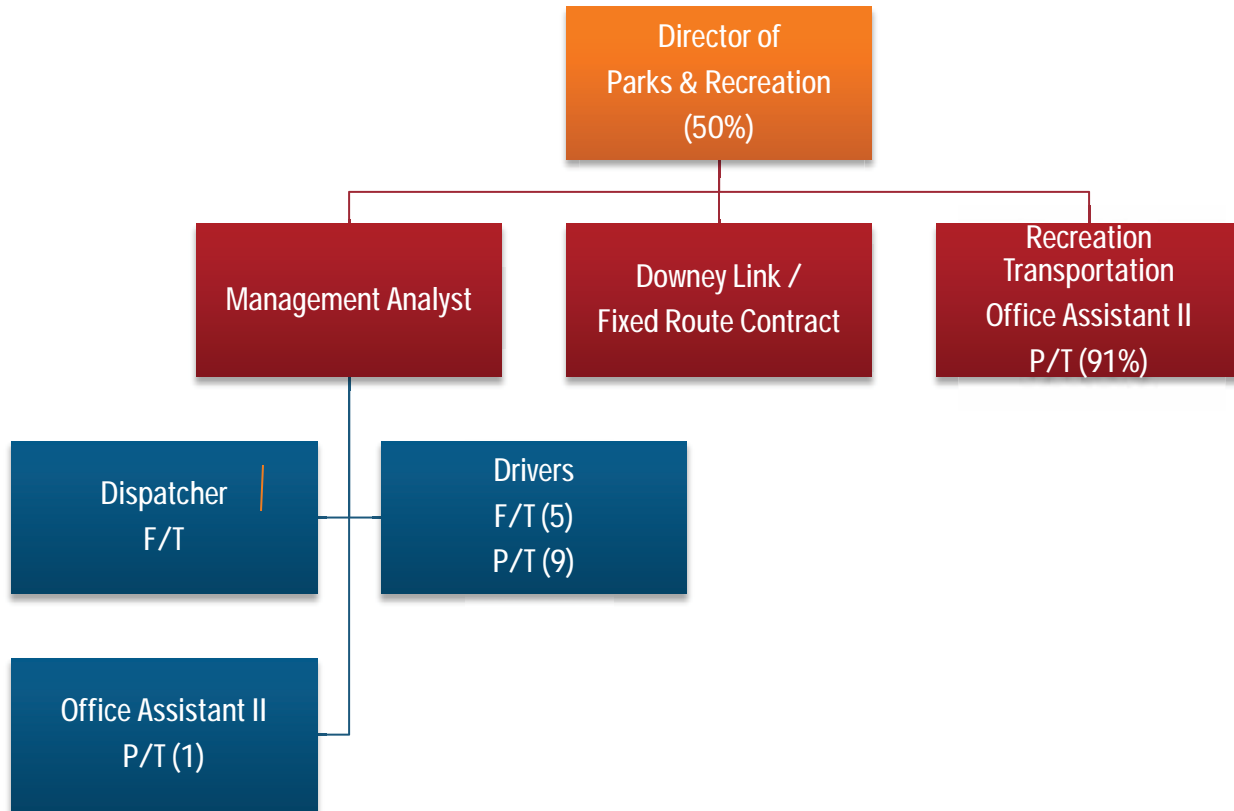 Director of
Parks & Recreation
(50%)
Management Analyst
Downey Link /
Fixed Route Contract
Recreation
Transportation
Office Assistant II
P/T (91%)
Dispatcher
F/T
Drivers
F/T (5)
P/T (9)
Office Assistant II
P/T (1)